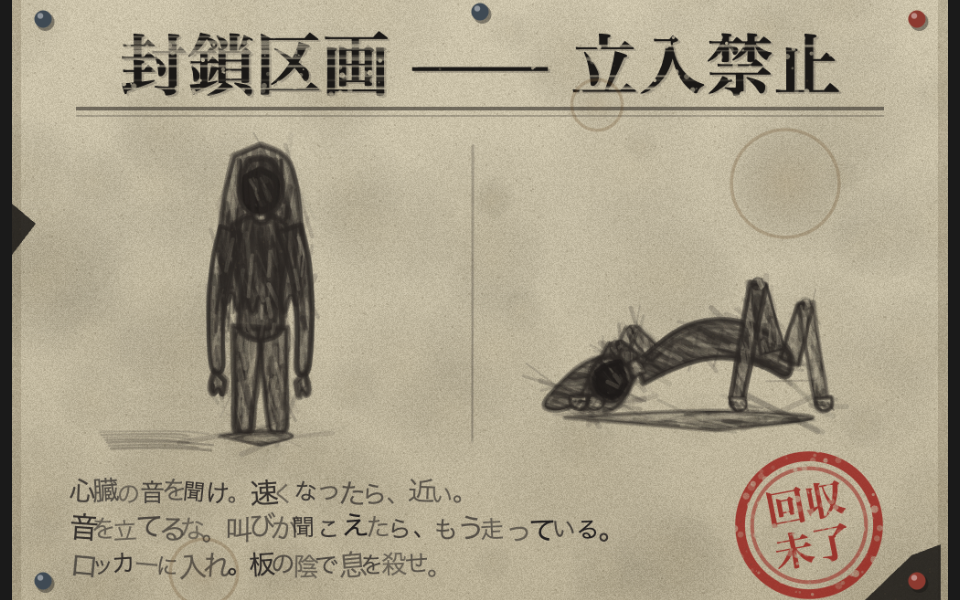 封鎖区画 ── 立入禁止
心臓の音を聞け。速くなったら、近い。
音を立てるな。叫びが聞こえたら、もう走っている。
ロッカーに入れ。板の陰で息を殺せ。
回収
未了